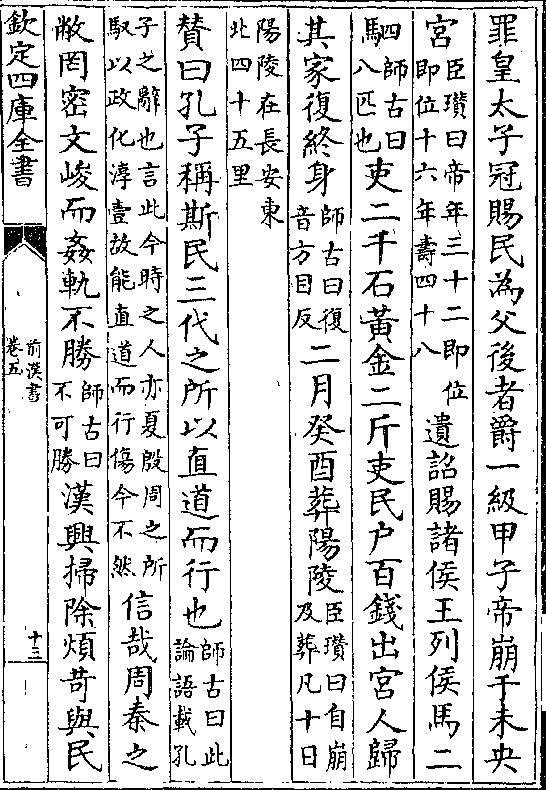 罪皇太子冠賜民為父後者爵一級甲子帝崩于未央
宮臣瓚曰帝年三十二即位即位十六年壽四十八遺詔賜諸侯王列侯馬二
駟師古曰八匹也吏二千石黃金二斤吏民户百錢出宮人歸
其家復終身師古曰復音方目反二月癸酉葬陽陵臣瓚曰自崩及葬凡十日
陽陵在長安東北四十五里
贊曰孔子稱斯民三代之所以直道而行也師古曰此論語載孔
子之辭也言此今時之人亦夏殷周之所馭以政化淳壹故能直道而行傷今不然信哉周秦之
敝罔密文峻而姦軌不勝師古曰不可勝漢興掃除煩苛與民
欽定四庫全書
前漢書
卷五
十三